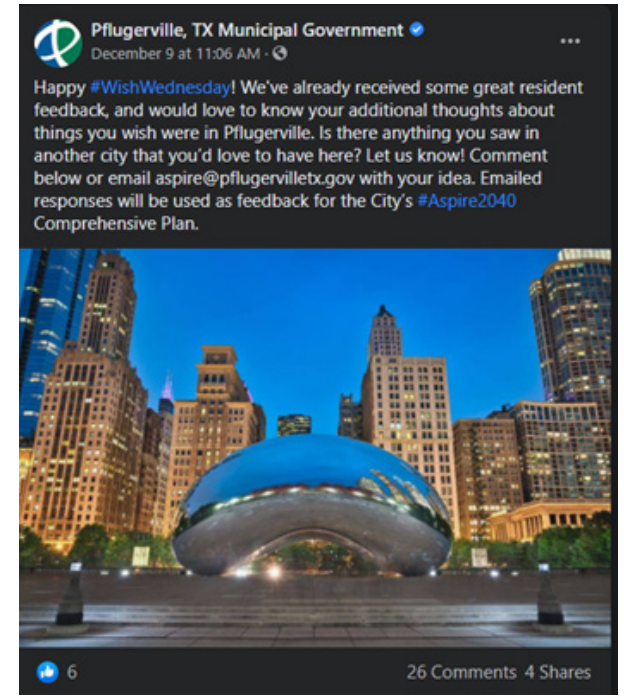 Pflugerville, TX Municipal Government
December 9 at 11:06 AM ·
Happy #WishWednesday! We've already received some great resident
feedback, and would love to know your additional thoughts about
things you wish were in Pflugerville. Is there anything you saw in
another city that you'd love to have here? Let us know! Comment
below or email aspire@pflugervilletx.gov with your idea. Emailed
responses will be used as feedback for the City's #Aspire2040
Comprehensive Plan.
6
26 Comments 4 Shares